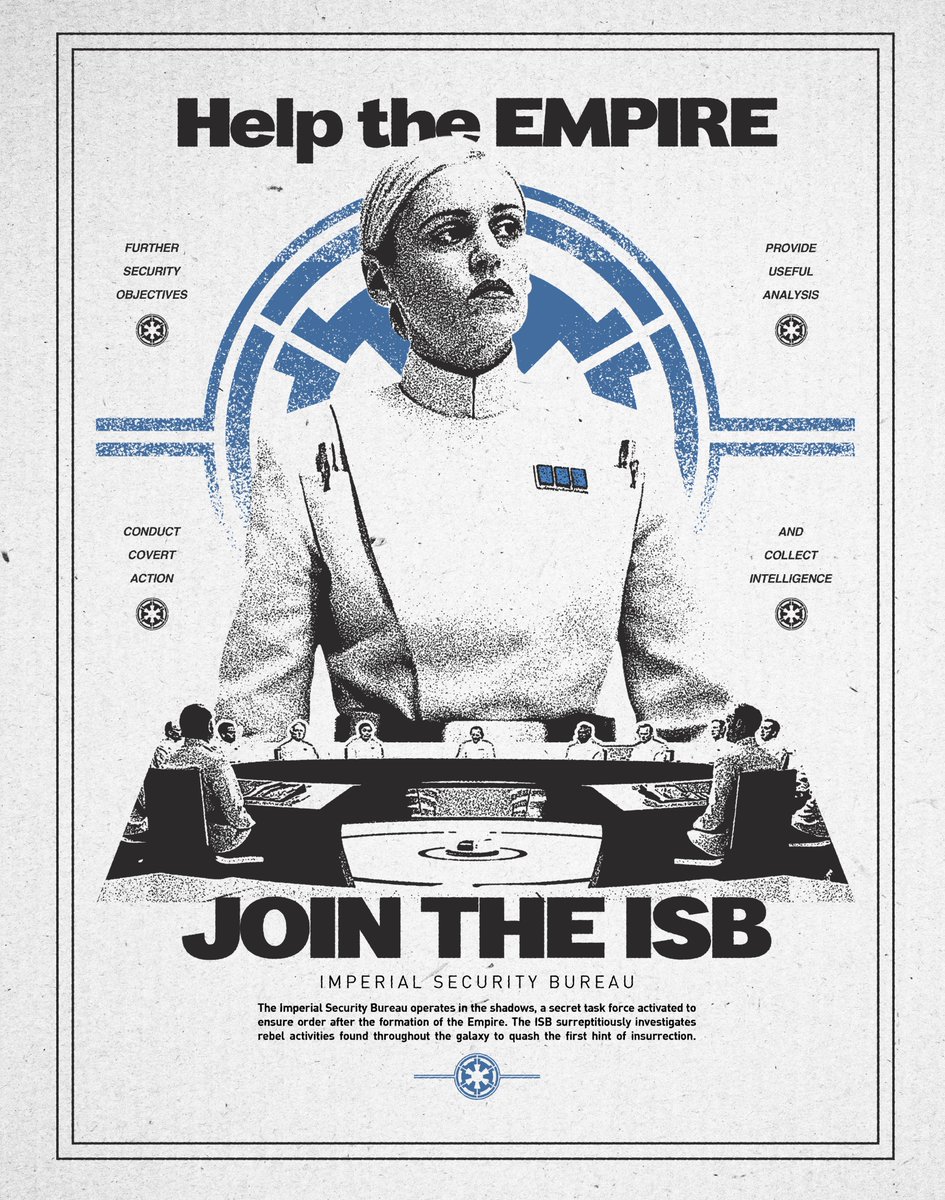 Help the EMPIRE
FURTHER
SECURITY
OBJECTIVES
PROVIDE
USEFUL
ANALYSIS
CONDUCT
COVERT
ACTION
AND
COLLECT
INTELLIGENCE
JOIN THE ISB
IMPERIAL SECURITY BUREAU
The Imperial Security Bureau operates in the shadows, a secret task force activated to
ensure order after the formation of the Empire. The ISB surreptitiously investigates
rebel activities found throughout the galaxy to quash the first hint of insurrection.